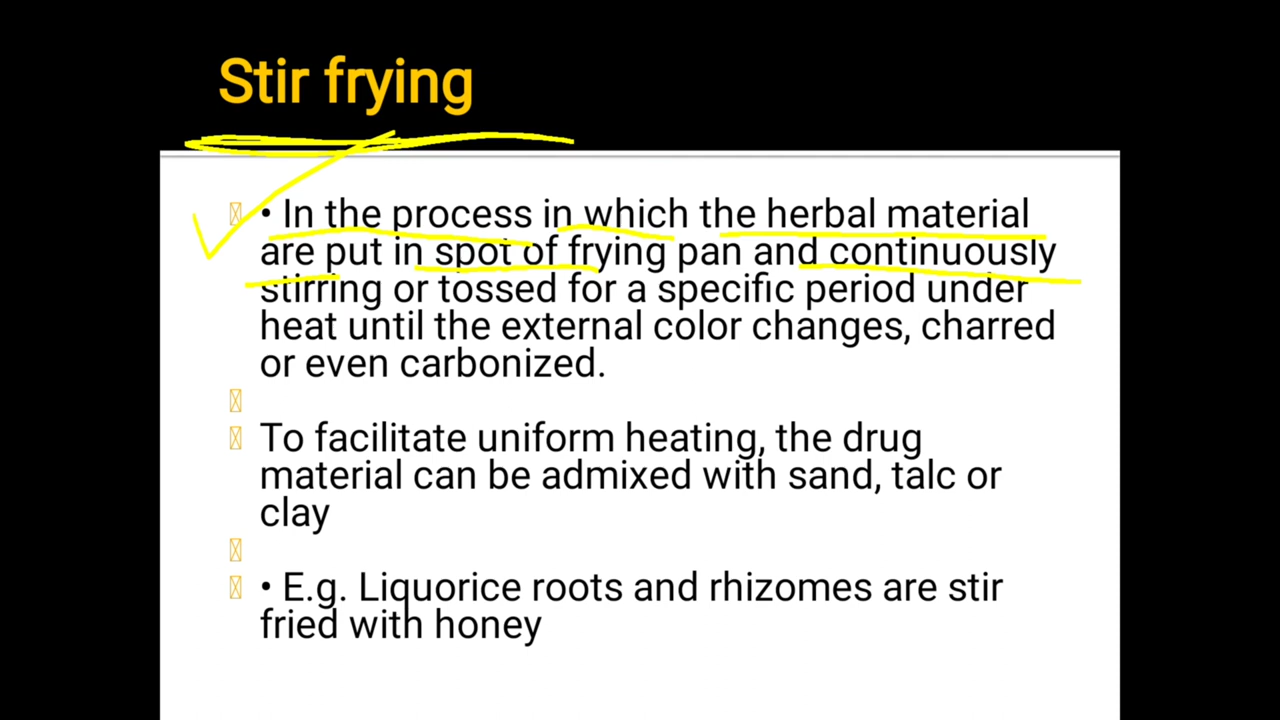 Stir frying
• In the process in which the herbal material
are put in spot of frying pan and continuously
stirring or tossed for a specific period under
heat until the external color changes, charred
or even carbonized.
To facilitate uniform heating, the drug
material can be admixed with sand, talc or
clay
• E.g. Liquorice roots and rhizomes are stir
fried with honey